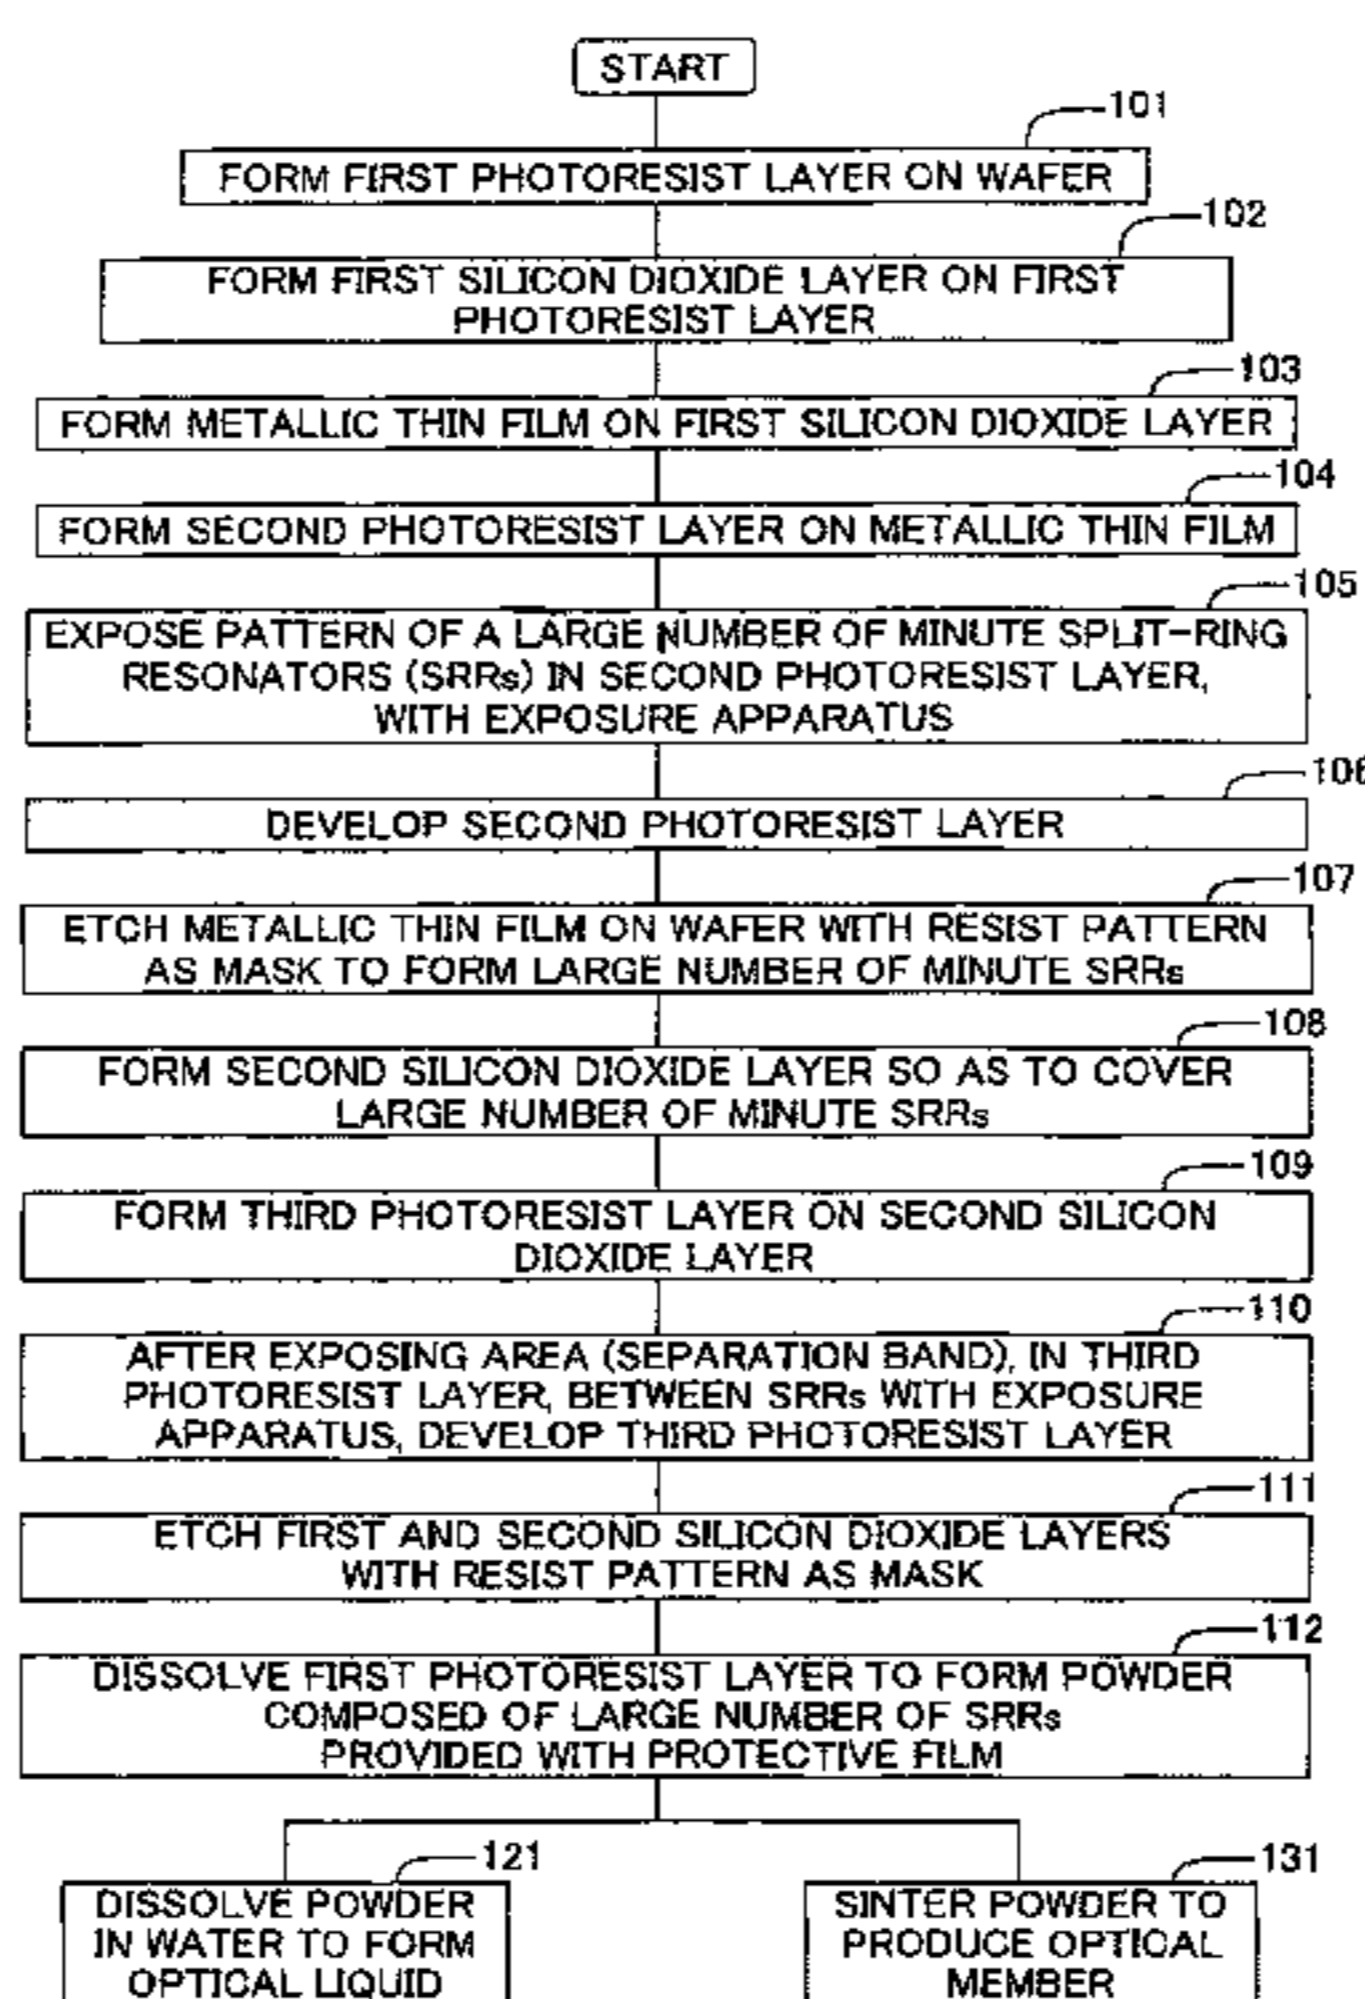 START
101
FORM FIRST PHOTORESIST LAYER ON WAFER
102
FORM FIRST SILICON DIOXIDE LAYER ON FIRST
PHOTORESIST LAYER
103
FORM METALLIC THIN FILM ON FIRST SILICON DIOXIDE LAYER
104
FORM SECOND PHOTORESIST LAYER ON METALLIC THIN FILM
105
EXPOSE PATTERN OF A LARGE NUMBER OF MINUTE SPLIT-RING
RESONATORS (SRRs) IN SECOND PHOTORESIST LAYER,
WITH EXPOSURE APPARATUS
106
DEVELOP SECOND PHOTORESIST LAYER
107
ETCH METALLIC THIN FILM ON WAFER WITH RESIST PATTERN
AS MASK TO FORM LARGE NUMBER OF MINUTE SRRs
108
FORM SECOND SILICON DIOXIDE LAYER SO AS TO COVER
LARGE NUMBER OF MINUTE SRRs
109
FORM THIRD PHOTORESIST LAYER ON SECOND SILICON
DIOXIDE LAYER
110
AFTER EXPOSING AREA (SEPARATION BAND), IN THIRD
PHOTORESIST LAYER, BETWEEN SRRs WITH EXPOSURE
APPARATUS, DEVELOP THIRD PHOTORESIST LAYER
111
ETCH FIRST AND SECOND SILICON DIOXIDE LAYERS
WITH RESIST PATTERN AS MASK
112
DISSOLVE FIRST PHOTORESIST LAYER TO FORM POWDER
COMPOSED OF LARGE NUMBER OF SRRs
PROVIDED WITH PROTECTIVE FILM
121
DISSOLVE POWDER
IN WATER TO FORM
OPTICAL LIQUID
131
SINTER POWDER TO
PRODUCE OPTICAL
MEMBER